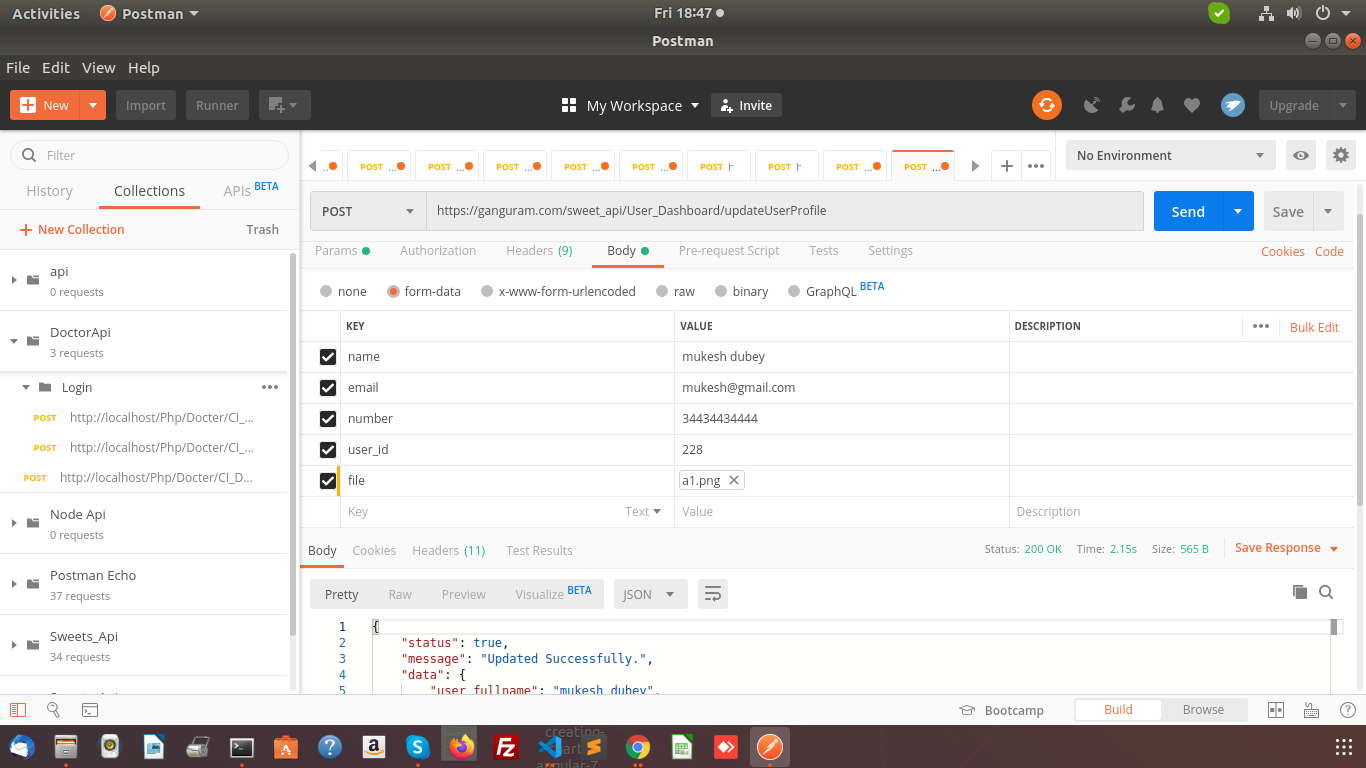 Activities Postman Fri 18:47
Postman
File Edit View Help
New Import Runner My Workspace Invite Upgrade
Filter
History Collections APIs BETA
New Collection Trash
api
0 requests
DoctorApi
3 requests
Login
POST http://localhost/Php/Docter/CI_...
POST http://localhost/Php/Docter/CI_...
POST http://localhost/Php/Docter/CI_D...
Node Api
0 requests
Postman Echo
37 requests
Sweets_Api
34 requests
... POST ... POST ... POST ... POST ... POST ... POST POST POST ... POST ...
No Environment
POST https://ganguram.com/sweet_api/User_Dashboard/updateUserProfile Send Save
Params Authorization Headers (9) Body Pre-request Script Tests Settings Cookies Code
none form-data x-www-form-urlencoded raw binary GraphQL BETA
KEY VALUE DESCRIPTION ... Bulk Edit
name mukesh dubey
email mukesh@gmail.com
number 34434434444
user_id 228
file a1.png
Key Text Value Description
Body Cookies Headers (11) Test Results Status: 200 OK Time: 2.15s Size: 565 B Save Response
Pretty Raw Preview Visualize BETA JSON
1 {
2 "status": true,
3 "message": "Updated Successfully.",
4 "data": {
5 "user_fullname": "mukesh dubey",
Bootcamp Build Browse
creating-
angular-7